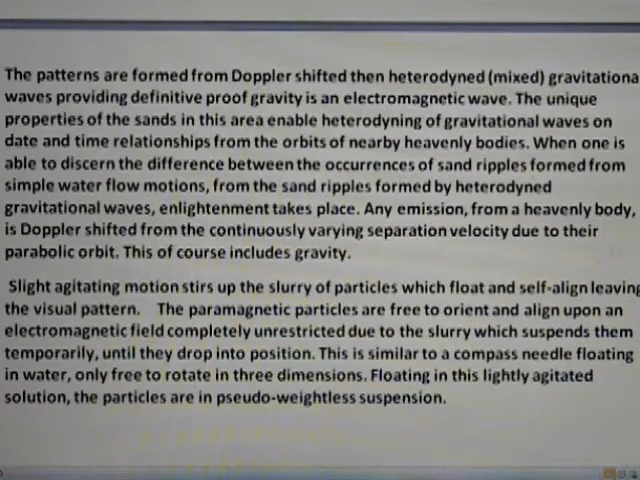 The patterns are formed from Doppler shifted then heterodyned (mixed) gravitationa
waves providing definitive proof gravity is an electromagnetic wave. The unique
properties of the sands in this area enable heterodyning of gravitational waves on
date and time relationships from the orbits of nearby heavenly bodies. When one is
able to discern the difference between the occurrences of sand ripples formed from
simple water flow motions, from the sand ripples formed by heterodyned
gravitational waves, enlightenment takes place. Any emission, from a heavenly body,
is Doppler shifted from the continuously varying separation velocity due to their
parabolic orbit. This of course includes gravity.
Slight agitating motion stirs up the slurry of particles which float and self-align leaving
the visual pattern. The paramagnetic particles are free to orient and align upon an
electromagnetic field completely unrestricted due to the slurry which suspends them
temporarily, until they drop into position. This is similar to a compass needle floating
in water, only free to rotate in three dimensions. Floating in this lightly agitated
solution, the particles are in pseudo-weightless suspension.